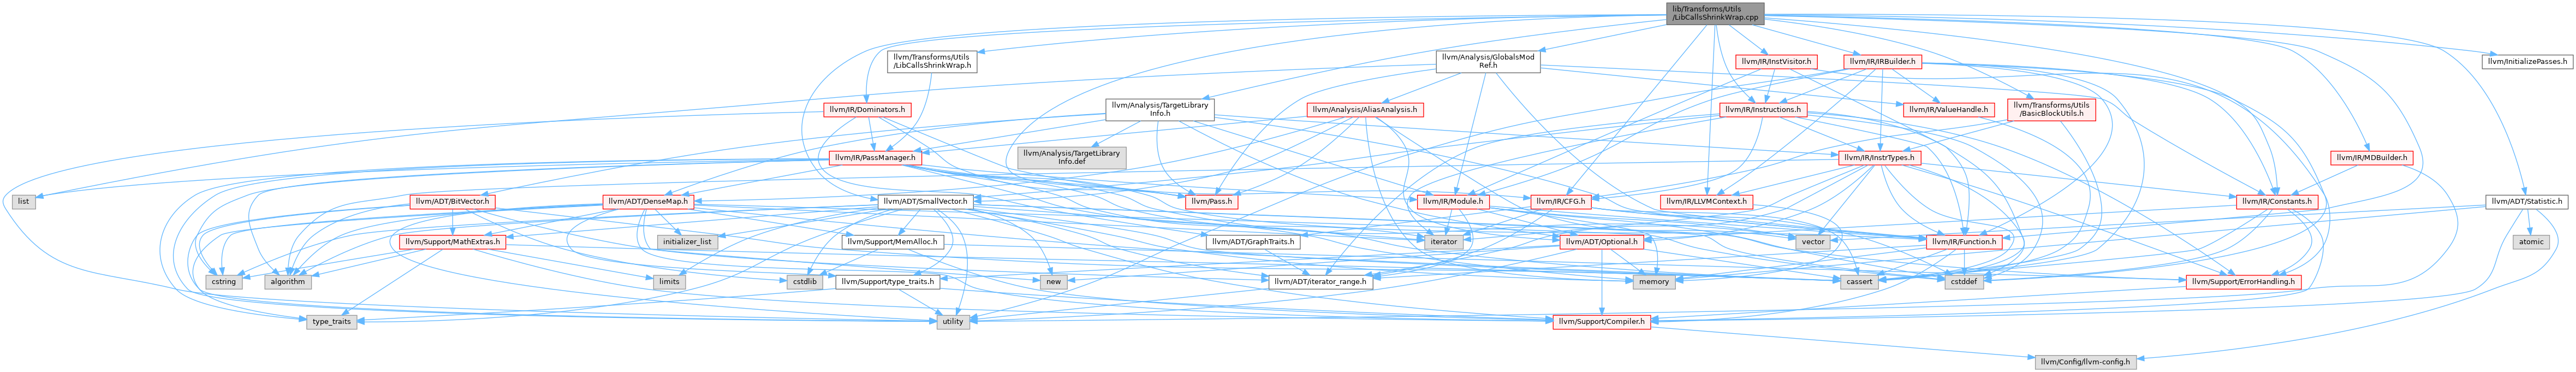 lib/Transforms/Utils
/LibCallsShrinkWrap.cpp
llvm/Transforms/Utils
/LibCallsShrinkWrap.h
llvm/Analysis/GlobalsMod
Ref.h
llvm/IR/InstVisitor.h
llvm/IR/IRBuilder.h
llvm/InitializePasses.h
llvm/IR/Dominators.h
llvm/Analysis/TargetLibrary
Info.h
llvm/Analysis/AliasAnalysis.h
llvm/IR/Instructions.h
llvm/IR/ValueHandle.h
llvm/Transforms/Utils
/BasicBlockUtils.h
llvm/IR/PassManager.h
llvm/Analysis/TargetLibrary
Info.def
llvm/IR/InstrTypes.h
llvm/IR/MDBuilder.h
list
llvm/ADT/BitVector.h
llvm/ADT/DenseMap.h
llvm/ADT/SmallVector.h
llvm/Pass.h
llvm/IR/Module.h
llvm/IR/CFG.h
llvm/IR/LLVMContext.h
llvm/IR/Constants.h
llvm/ADT/Statistic.h
llvm/Support/MathExtras.h
initializer_list
llvm/Support/MemAlloc.h
llvm/ADT/GraphTraits.h
iterator
llvm/ADT/Optional.h
vector
llvm/IR/Function.h
atomic
cstring
algorithm
limits
cstdlib
llvm/Support/type_traits.h
new
llvm/ADT/iterator_range.h
memory
cassert
cstddef
llvm/Support/ErrorHandling.h
type_traits
utility
llvm/Support/Compiler.h
llvm/Config/llvm-config.h